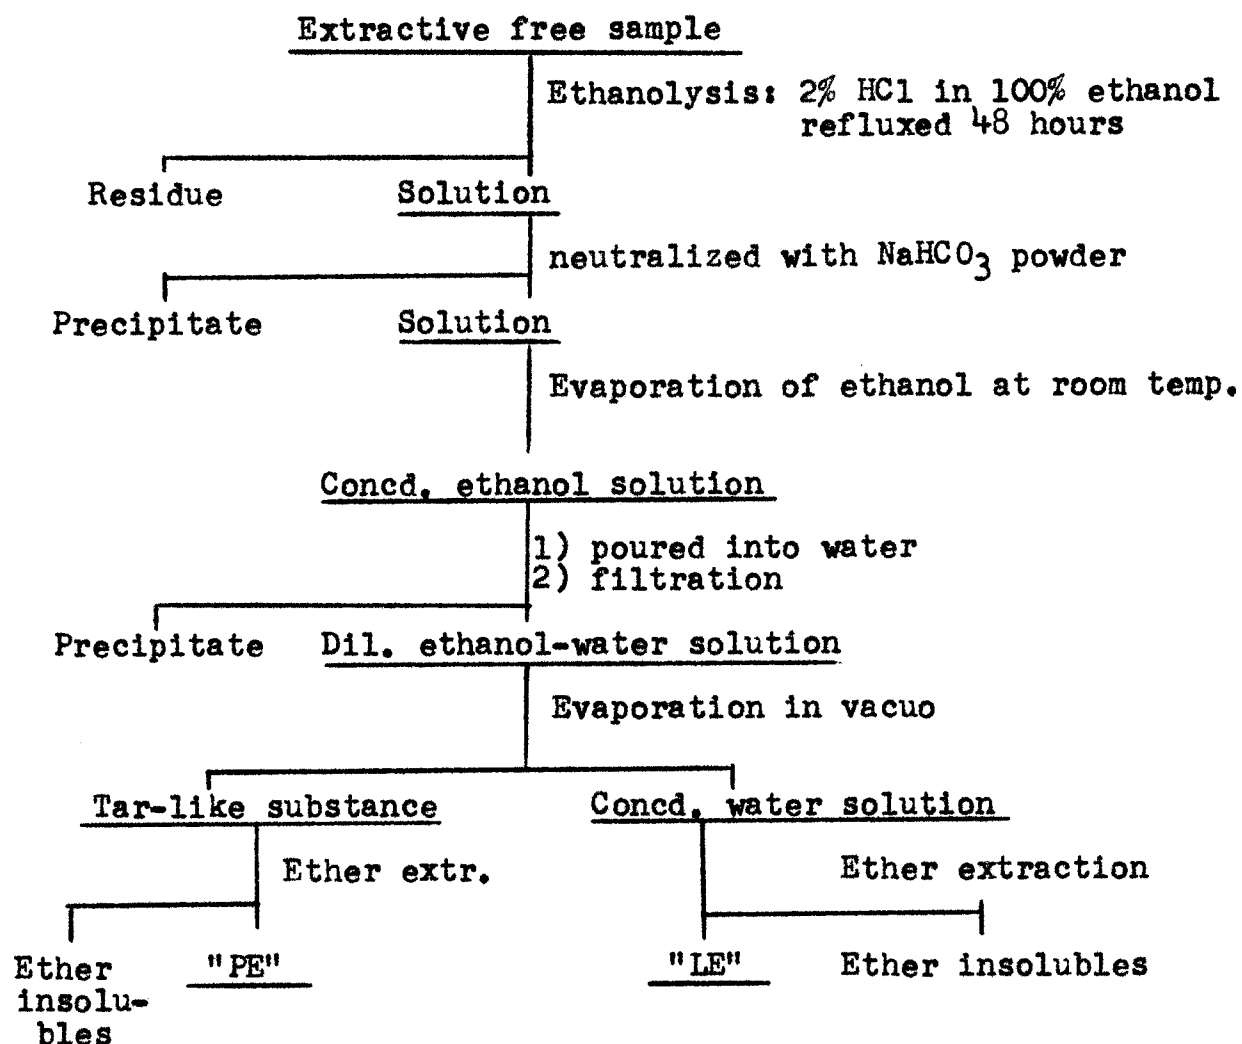 Extractive free sample
Ethanolysis: 2% HCl in 100% ethanol
refluxed 48 hours
Residue Solution
neutralized with NaHCO3 powder
Precipitate Solution
Evaporation of ethanol at room temp.
Concd. ethanol solution
1) poured into water
2) filtration
Precipitate Dil. ethanol-water solution
Evaporation in vacuo
Tar-like substance Concd. water solution
Ether extr. Ether extraction
Ether "PE" "LE" Ether insolubles
insolu-
bles